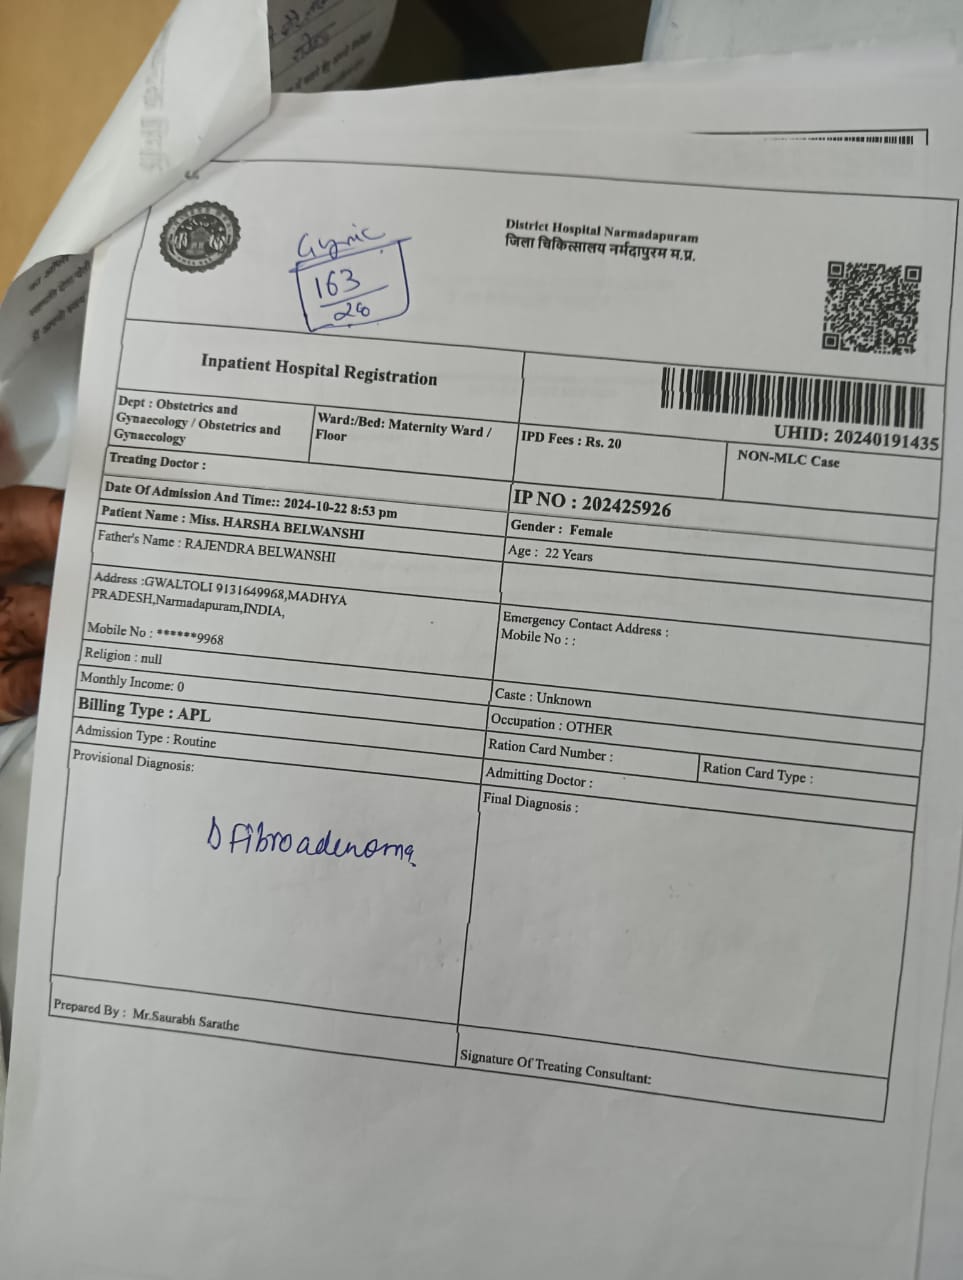 Gynic
163
28
District Hospital Narmadapuram
जिला चिकित्सालय नर्मदापुरम म.प्र.
Inpatient Hospital Registration
UHID: 20240191435
Dept : Obstetrics and
Gynaecology / Obstetrics and
Gynaecology
Ward:/Bed: Maternity Ward /
Floor
IPD Fees : Rs. 20
NON-MLC Case
Treating Doctor :
Date Of Admission And Time:: 2024-10-22 8:53 pm
IP NO : 202425926
Patient Name : Miss. HARSHA BELWANSHI
Gender : Female
Father's Name : RAJENDRA BELWANSHI
Age : 22 Years
Address :GWALTOLI 9131649968,MADHYA
PRADESH,Narmadapuram,INDIA,
Emergency Contact Address :
Mobile No : :
Mobile No : ******9968
Religion : null
Caste : Unknown
Monthly Income: 0
Occupation : OTHER
Billing Type : APL
Ration Card Number :
Ration Card Type :
Admission Type : Routine
Admitting Doctor :
Provisional Diagnosis:
Final Diagnosis :
Fibroadenoma
Prepared By : Mr.Saurabh Sarathe
Signature Of Treating Consultant: